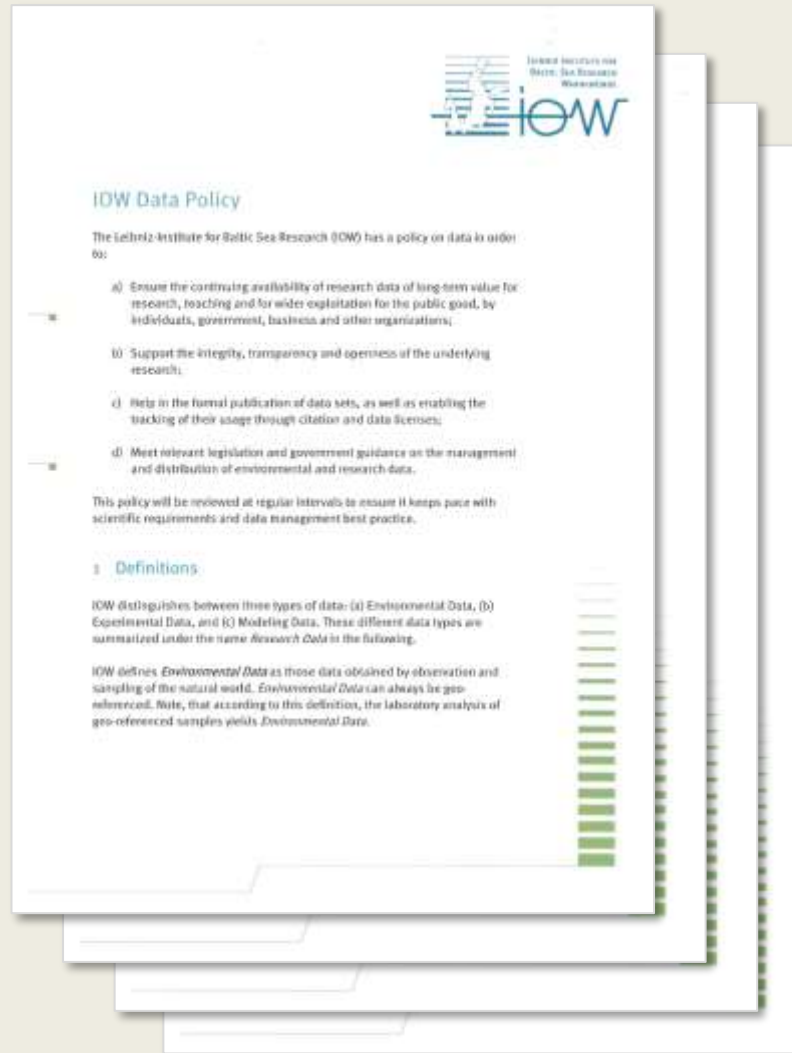 Leibniz Institute for
Baltic Sea Research
Warnemünde
iow
IOW Data Policy
The Leibniz-Institute for Baltic Sea Research (IOW) has a policy on data in order
to:
a) Ensure the continuing availability of research data of long-term value for
research, teaching and for wider exploitation for the public good, by
individuals, government, business and other organizations;
b) Support the integrity, transparency and openness of the underlying
research;
c) Help in the formal publication of data sets, as well as enabling the
tracking of their usage through citation and data licenses;
d) Meet relevant legislation and government guidance on the management
and distribution of environmental and research data.
This policy will be reviewed at regular intervals to ensure it keeps pace with
scientific requirements and data management best practice.
1 Definitions
IOW distinguishes between three types of data: (a) Environmental Data, (b)
Experimental Data, and (c) Modeling Data. These different data types are
summarized under the name Research Data in the following.
IOW defines Environmental Data as those data obtained by observation and
sampling of the natural world. Environmental Data can always be geo-
referenced. Note, that according to this definition, the laboratory analysis of
geo-referenced samples yields Environmental Data.